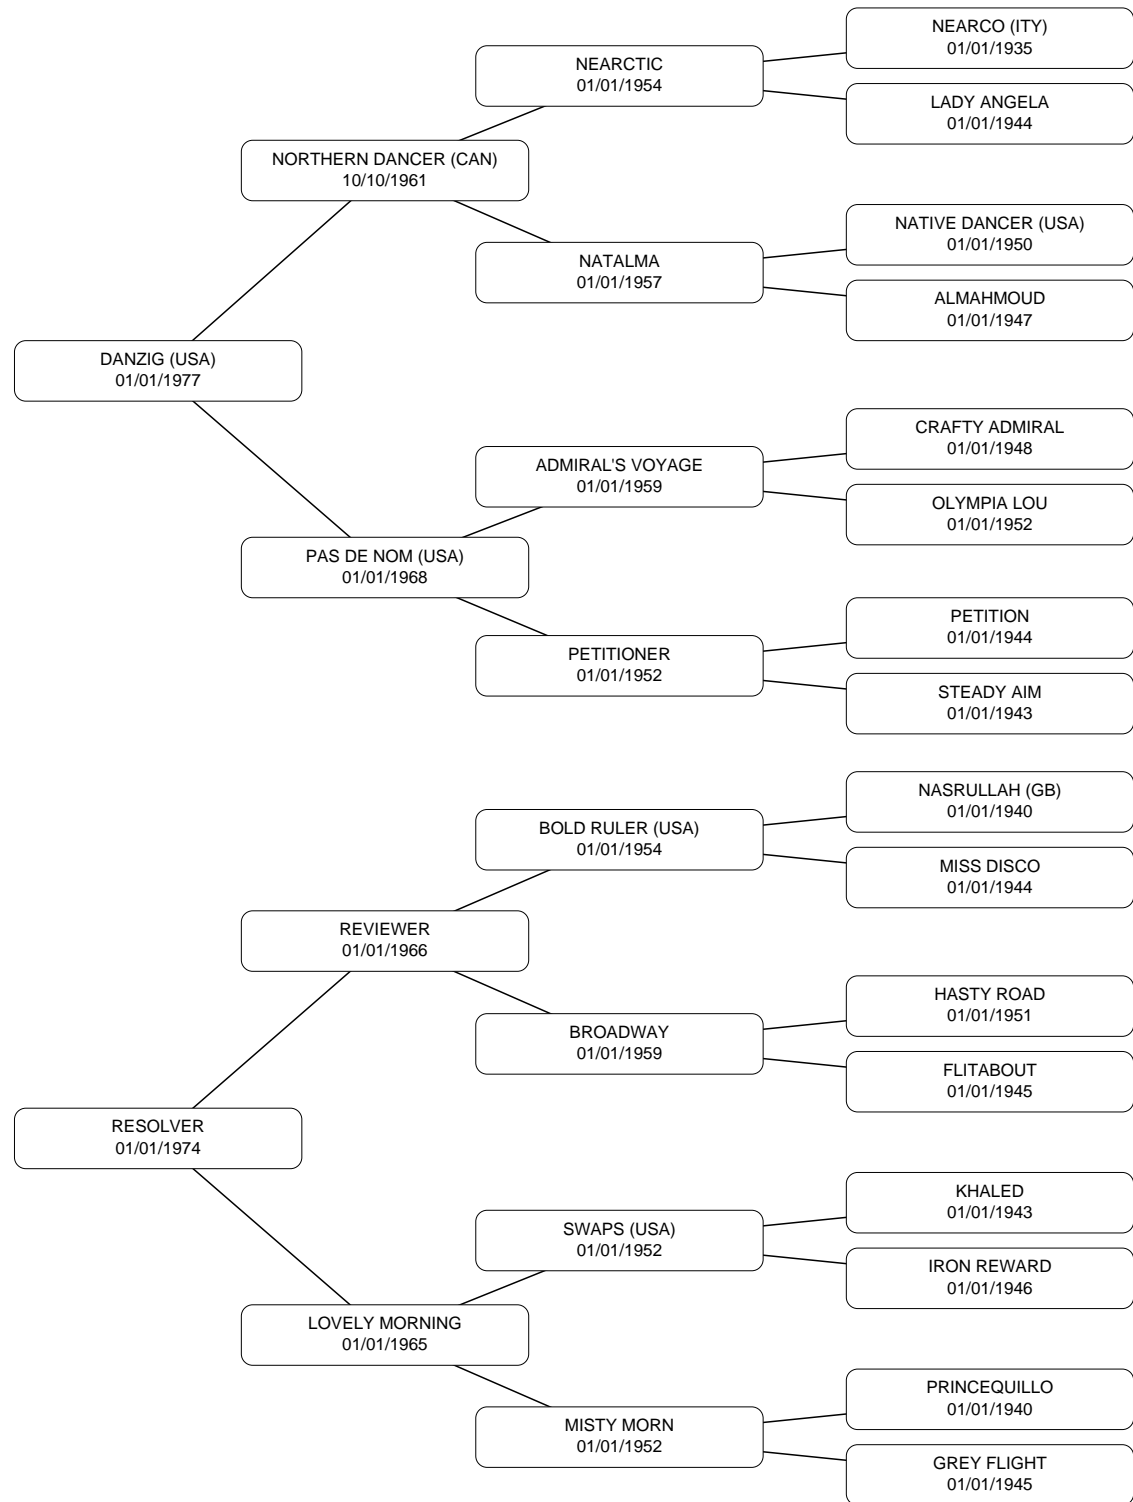 NEARCO (ITY)
01/01/1935
NEARCTIC
01/01/1954
LADY ANGELA
01/01/1944
NORTHERN DANCER (CAN)
10/10/1961
NATIVE DANCER (USA)
01/01/1950
NATALMA
01/01/1957
ALMAHMOUD
01/01/1947
DANZIG (USA)
01/01/1977
CRAFTY ADMIRAL
01/01/1948
ADMIRAL'S VOYAGE
01/01/1959
OLYMPIA LOU
01/01/1952
PAS DE NOM (USA)
01/01/1968
PETITION
01/01/1944
PETITIONER
01/01/1952
STEADY AIM
01/01/1943
NASRULLAH (GB)
01/01/1940
BOLD RULER (USA)
01/01/1954
MISS DISCO
01/01/1944
REVIEWER
01/01/1966
HASTY ROAD
01/01/1951
BROADWAY
01/01/1959
FLITABOUT
01/01/1945
RESOLVER
01/01/1974
KHALED
01/01/1943
SWAPS (USA)
01/01/1952
IRON REWARD
01/01/1946
LOVELY MORNING
01/01/1965
PRINCEQUILLO
01/01/1940
MISTY MORN
01/01/1952
GREY FLIGHT
01/01/1945